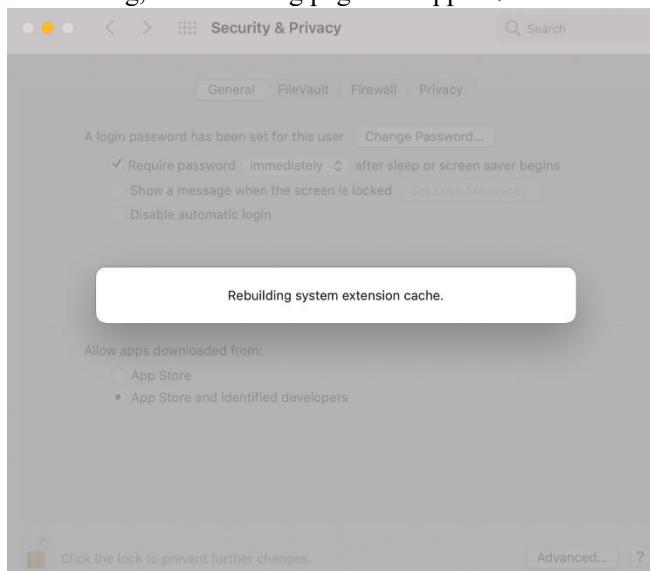 Security & Privacy
Search
General FileVault Firewall Privacy
A login password has been set for this user Change Password...
Require password immediately after sleep or screen saver begins
Show a message when the screen is locked Set Lock Message...
Disable automatic login
Rebuilding system extension cache.
Allow apps downloaded from:
App Store
App Store and identified developers
Click the lock to prevent further changes.
Advanced... ?